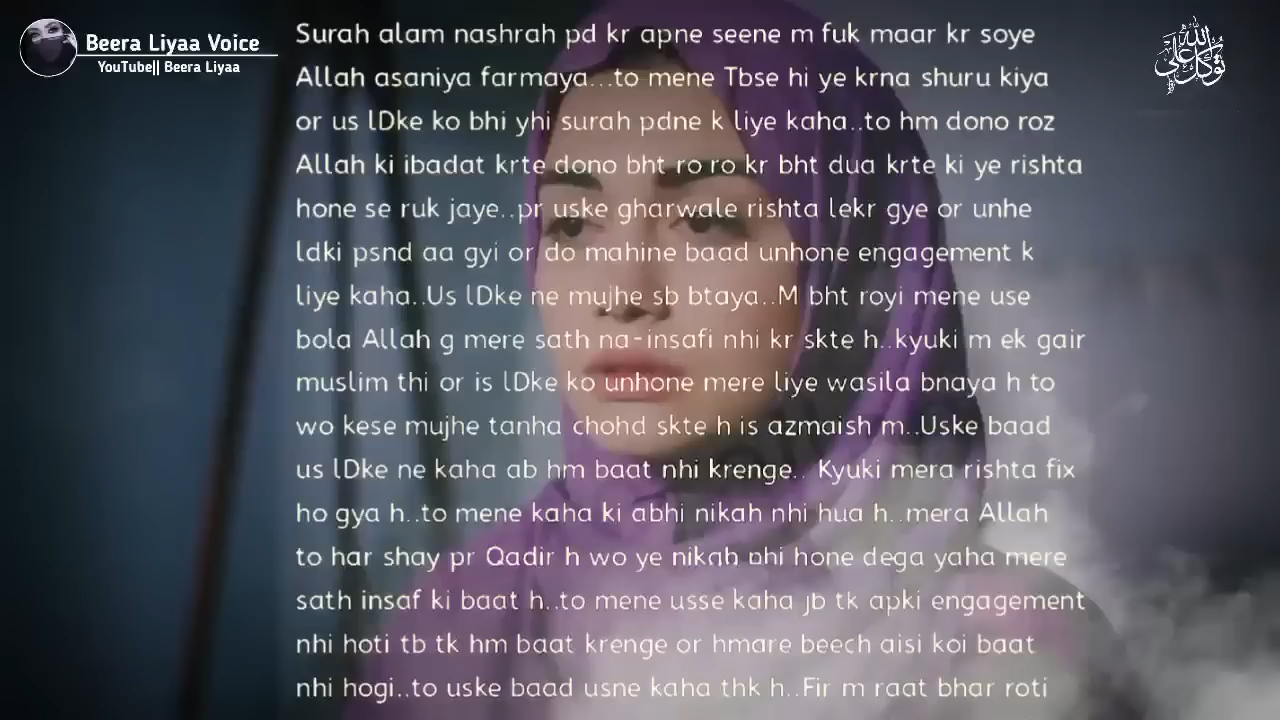 Beera Liyaa Voice
YouTube|| Beera Liyaa
توكلت على الله
Surah alam nashrah pd kr apne seene m fuk maar kr soye
Allah asaniya farmaya...to mene Tbse hi ye krna shuru kiya
or us lDke ko bhi yhi surah pdne k liye kaha..to hm dono roz
Allah ki ibadat krte dono bht ro ro kr bht dua krte ki ye rishta
hone se ruk jaye..pr uske gharwale rishta lekr gye or unhe
ldki psnd aa gyi or do mahine baad unhone engagement k
liye kaha..Us lDke ne mujhe sb btaya..M bht royi mene use
bola Allah g mere sath na-insafi nhi kr skte h..kyuki m ek gair
muslim thi or is lDke ko unhone mere liye wasila bnaya h to
wo kese mujhe tanha chohd skte h is azmaish m..Uske baad
us lDke ne kaha ab hm baat nhi krenge.. Kyuki mera rishta fix
ho gya h..to mene kaha ki abhi nikah nhi hua h..mera Allah
to har shay pr Qadir h wo ye nikah nhi hone dega yaha mere
sath insaf ki baat h..to mene usse kaha jb tk apki engagement
nhi hoti tb tk hm baat krenge or hmare beech aisi koi baat
nhi hogi..to uske baad usne kaha thk h..Fir m raat bhar roti